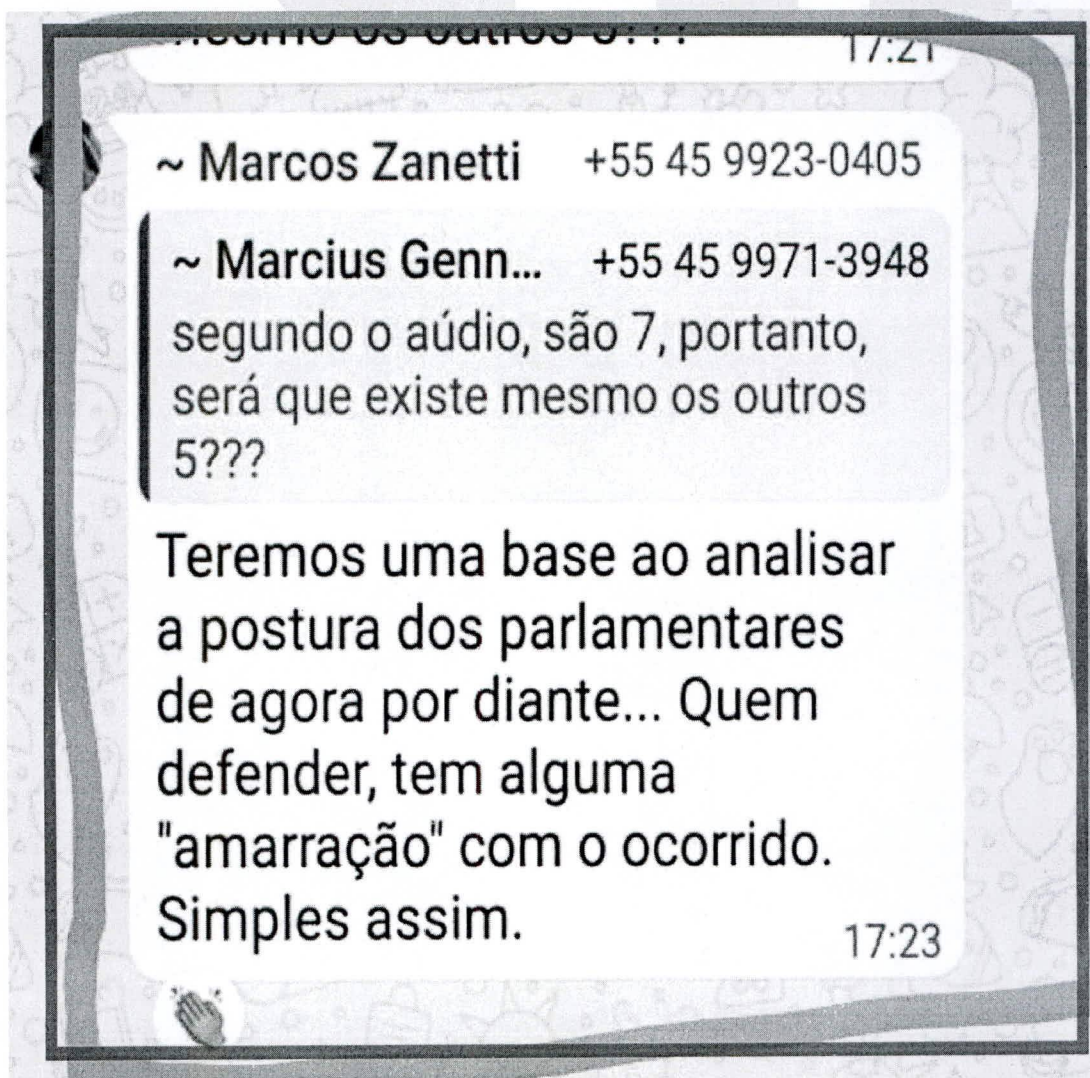 17:21
~ Marcos Zanetti +55 45 9923-0405
~ Marcius Genn... +55 45 9971-3948
segundo o aúdio, são 7, portanto,
será que existe mesmo os outros
5???
Teremos uma base ao analisar
a postura dos parlamentares
de agora por diante... Quem
defender, tem alguma
"amarração" com o ocorrido.
Simples assim.
17:23